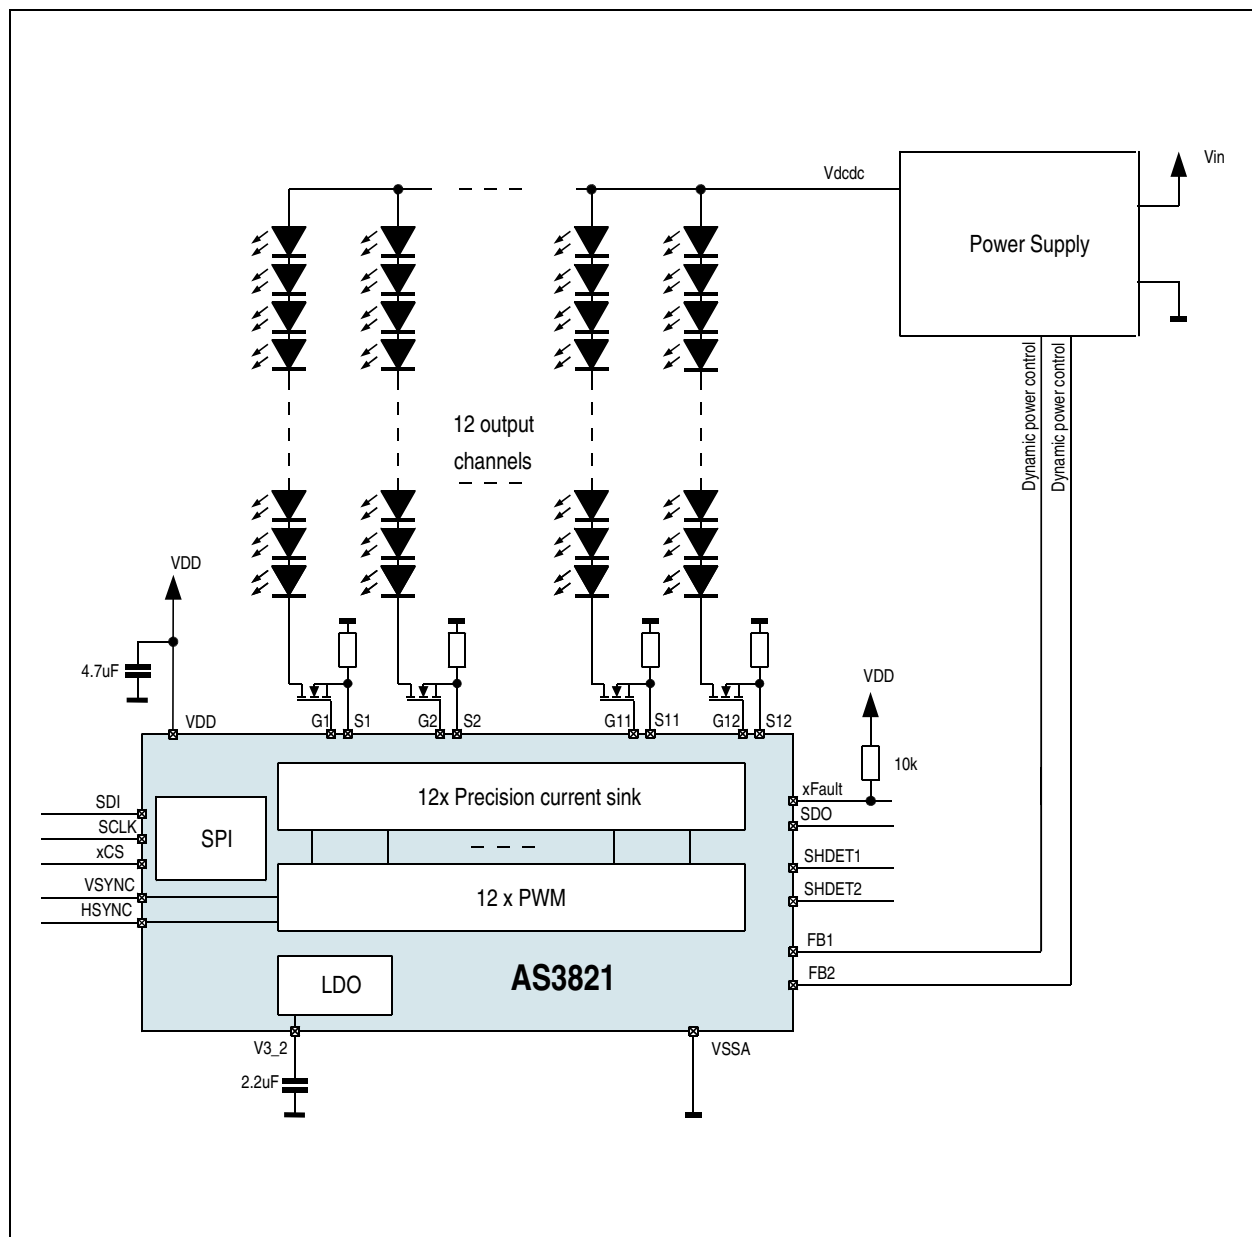 Vdcdc
Vin
Power Supply
Dynamic power control
Dynamic power control
12 output
channels
VDD
4.7uF
VDD
G1
S1
G2
S2
G11
S11
G12
S12
VDD
10k
xFault
SDO
SHDET1
SHDET2
FB1
FB2
SDI
SCLK
xCS
VSYNC
HSYNC
SPI
12x Precision current sink
12 x PWM
LDO
AS3821
V3_2
VSSA
2.2uF